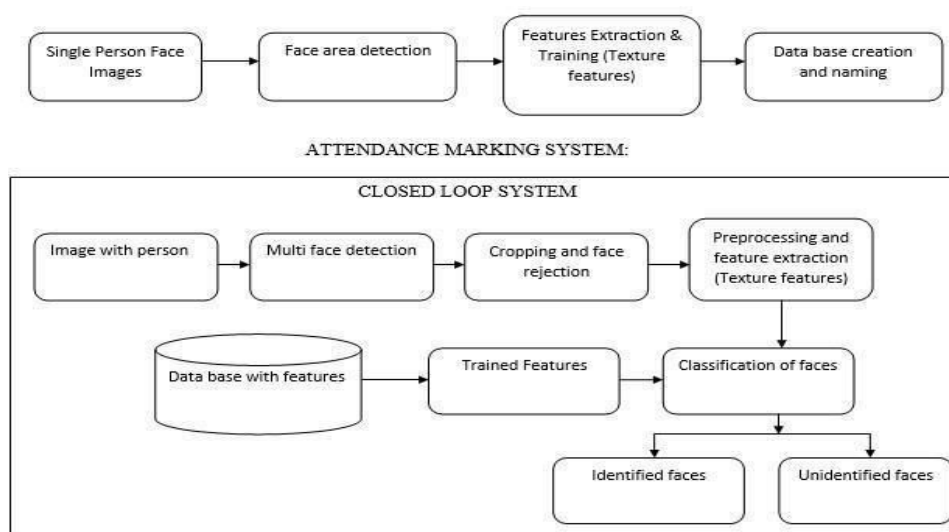 Single Person Face
Images
Face area detection
Features Extraction &
Training (Texture
features)
Data base creation
and naming
ATTENDANCE MARKING SYSTEM:
CLOSED LOOP SYSTEM
Image with person
Multi face detection
Cropping and face
rejection
Preprocessing and
feature extraction
(Texture features)
Data base with features
Trained Features
Classification of faces
Identified faces
Unidentified faces